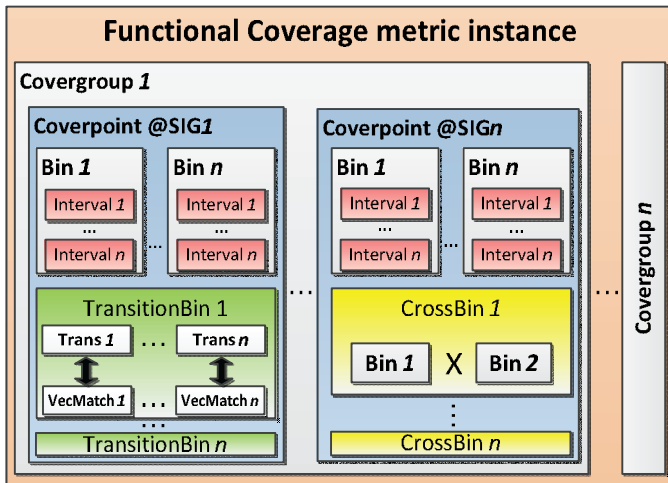 Functional Coverage metric instance
Covergroup 1
Coverpoint @SIG1
Bin 1
Interval 1
...
Interval n
...
Bin n
Interval 1
...
Interval n
TransitionBin 1
Trans 1
...
Trans n
VecMatch 1
...
VecMatch n
...
TransitionBin n
...
Coverpoint @SIGn
Bin 1
Interval 1
...
Interval n
...
Bin n
Interval 1
...
Interval n
CrossBin 1
Bin 1 X Bin 2
...
CrossBin n
...
Covergroup n